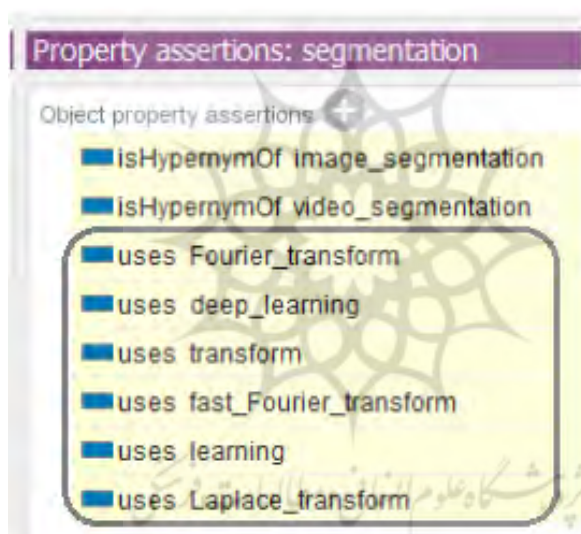 Property assertions: segmentation
Object property assertions
isHypernymOf image_segmentation
isHypernymOf video_segmentation
uses Fourier_transform
uses deep_learning
uses transform
uses fast_Fourier_transform
uses learning
uses Laplace_transform